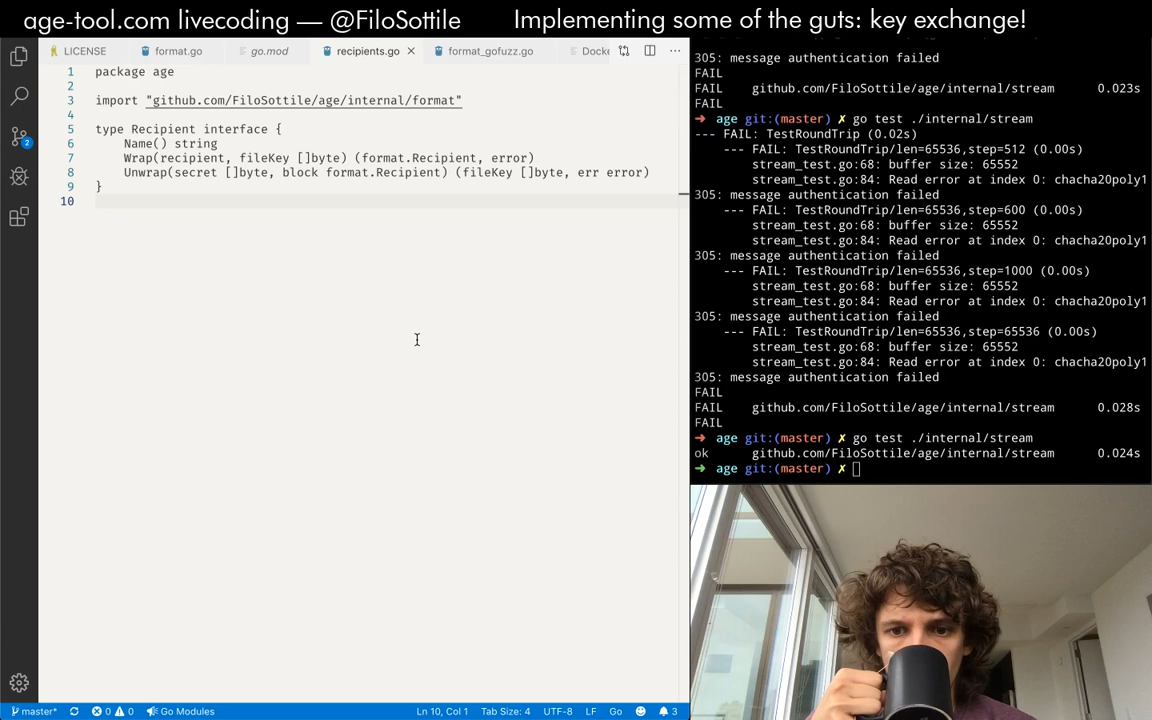 age-tool.com livecoding — @FiloSottile
Implementing some of the guts: key exchange!
LICENSE format.go go.mod recipients.go format_gofuzz.go Docke
1 package age
2
3 import "github.com/FiloSottile/age/internal/format"
4
5 type Recipient interface {
6 Name() string
7 Wrap(recipient, fileKey []byte) (format.Recipient, error)
8 Unwrap(secret []byte, block format.Recipient) (fileKey []byte, err error)
9 }
10
2
master* 0 0 Go Modules Ln 10, Col 1 Tab Size: 4 UTF-8 LF Go 3
305: message authentication failed
FAIL
FAIL github.com/FiloSottile/age/internal/stream 0.023s
FAIL
➜ age git:(master) ✗ go test ./internal/stream
--- FAIL: TestRoundTrip (0.02s)
--- FAIL: TestRoundTrip/len=65536,step=512 (0.00s)
stream_test.go:68: buffer size: 65552
stream_test.go:84: Read error at index 0: chacha20poly1
305: message authentication failed
--- FAIL: TestRoundTrip/len=65536,step=600 (0.00s)
stream_test.go:68: buffer size: 65552
stream_test.go:84: Read error at index 0: chacha20poly1
305: message authentication failed
--- FAIL: TestRoundTrip/len=65536,step=1000 (0.00s)
stream_test.go:68: buffer size: 65552
stream_test.go:84: Read error at index 0: chacha20poly1
305: message authentication failed
--- FAIL: TestRoundTrip/len=65536,step=65536 (0.00s)
stream_test.go:68: buffer size: 65552
stream_test.go:84: Read error at index 0: chacha20poly1
305: message authentication failed
FAIL
FAIL github.com/FiloSottile/age/internal/stream 0.028s
FAIL
➜ age git:(master) ✗ go test ./internal/stream
ok github.com/FiloSottile/age/internal/stream 0.024s
➜ age git:(master) ✗